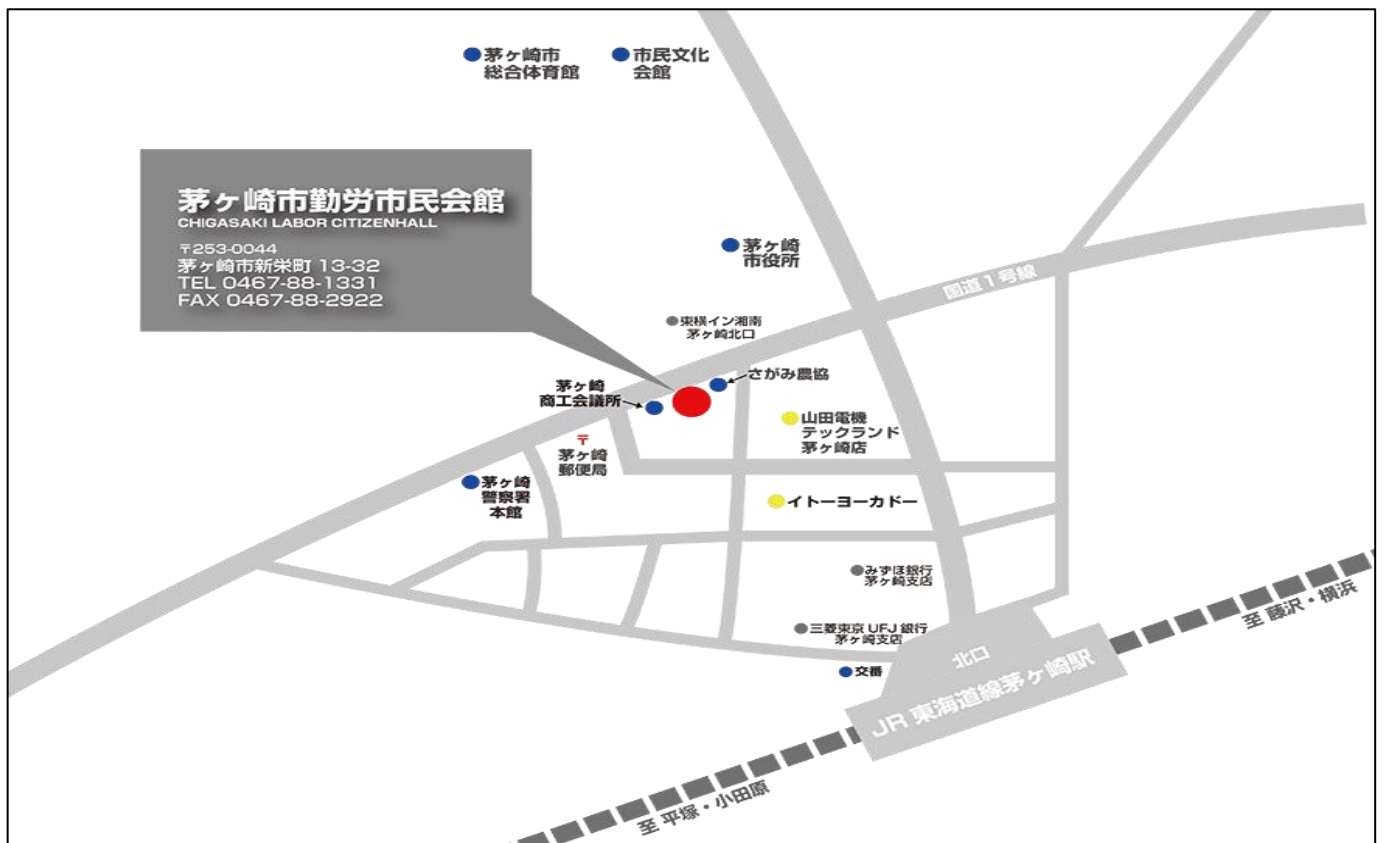 茅ヶ崎市
総合体育館
市民文化
会館
茅ヶ崎市勤労市民会館
CHIGASAKI LABOR CITIZENHALL
〒253-0044
茅ヶ崎市新栄町 13-32
TEL 0467-88-1331
FAX 0467-88-2922
茅ヶ崎
市役所
国道1号線
東横イン湘南
茅ヶ崎北口
さがみ農協
茅ヶ崎
商工会議所
山田電機
テックランド
茅ヶ崎店
〒
茅ヶ崎
郵便局
茅ヶ崎
警察署
本館
イトーヨーカドー
みずほ銀行
茅ヶ崎支店
三菱東京 UFJ 銀行
茅ヶ崎支店
交番
北口
JR 東海道線茅ヶ崎駅
至 藤沢・横浜
至 平塚・小田原